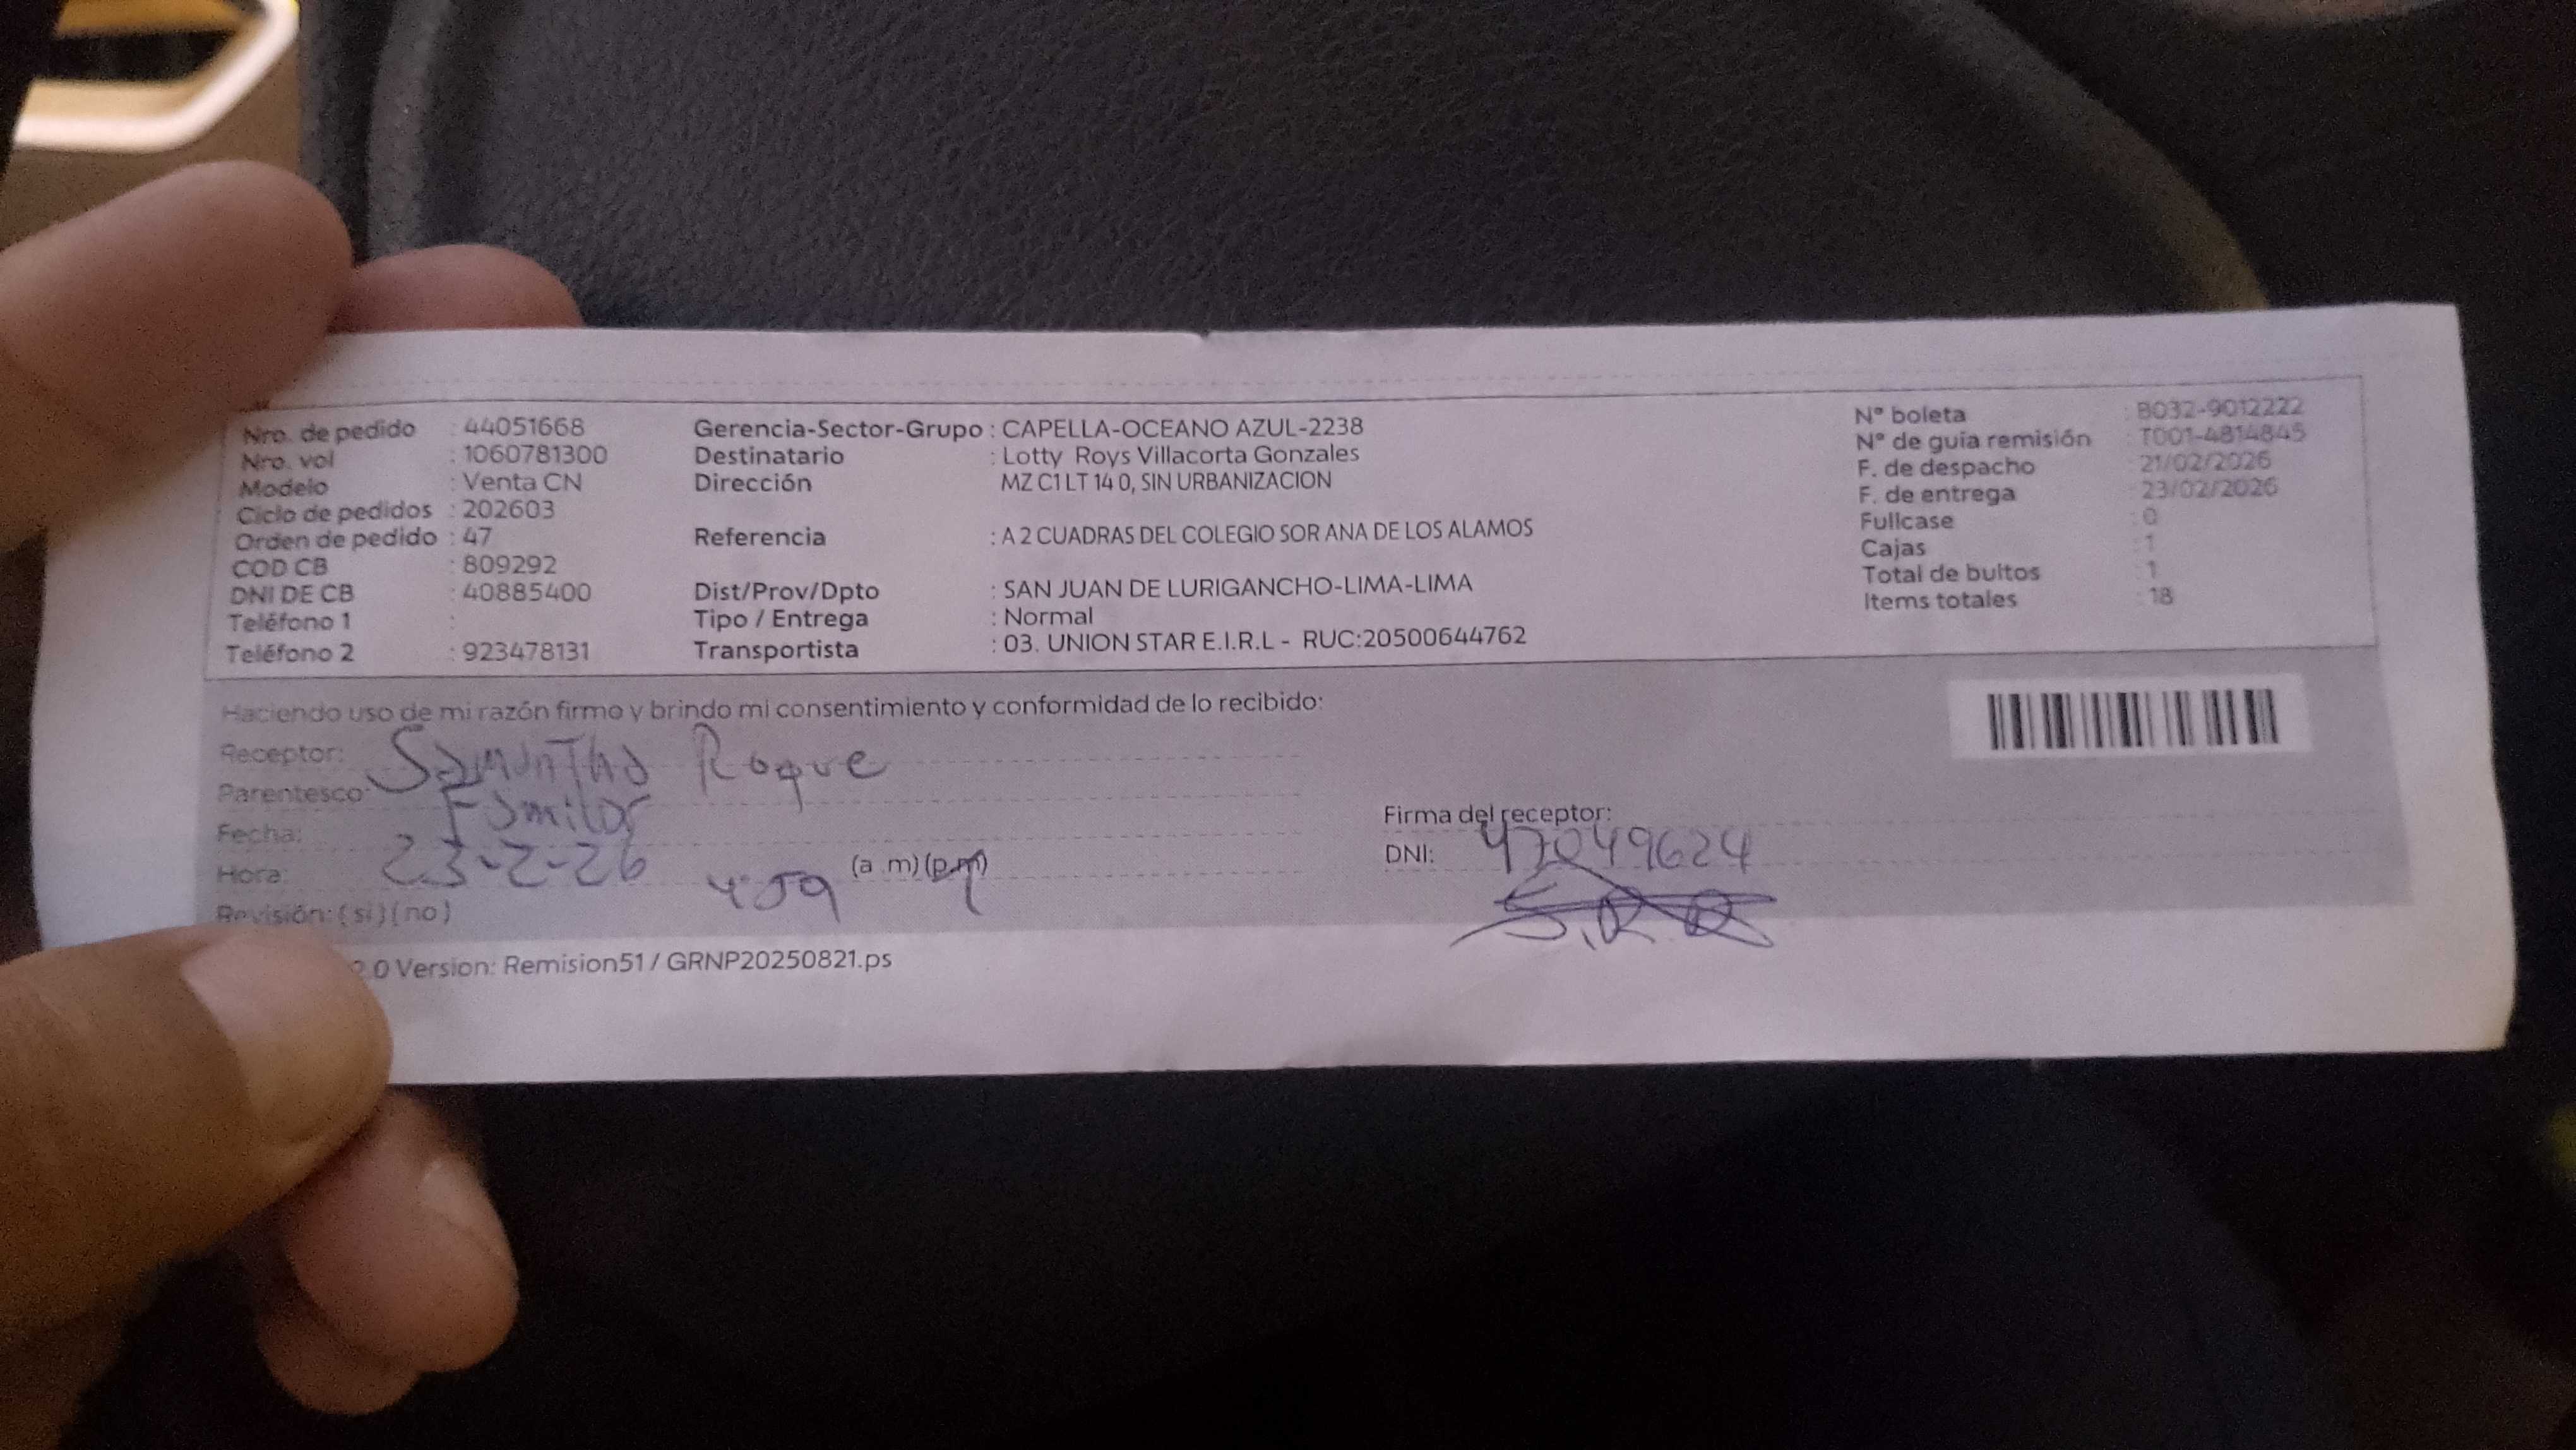 Nro. de pedido : 44051668
Nro. vol : 1060781300
Modelo : Venta CN
Ciclo de pedidos : 202603
Orden de pedido : 47
COD CB : 809292
DNI DE CB : 40885400
Teléfono 1 :
Teléfono 2 : 923478131
Gerencia-Sector-Grupo : CAPELLA-OCEANO AZUL-2238
Destinatario : Lotty Roys Villacorta Gonzales
Dirección MZ C1 LT 14 0, SIN URBANIZACION
Referencia : A 2 CUADRAS DEL COLEGIO SOR ANA DE LOS ALAMOS
Dist/Prov/Dpto : SAN JUAN DE LURIGANCHO-LIMA-LIMA
Tipo / Entrega : Normal
Transportista : 03. UNION STAR E.I.R.L - RUC:20500644762
N° boleta : B032-9012222
N° de guia remisión : T001-4814845
F. de despacho : 21/02/2026
F. de entrega : 23/02/2026
Fullcase : 0
Cajas : 1
Total de bultos : 1
Items totales : 18
Haciendo uso de mi razón firmo y brindo mi consentimiento y conformidad de lo recibido:
Receptor: Samantha Roque
Parentesco: Familiar
Fecha: 23-2-26
Hora: 4:59 (a .m) (p.m)
Revisión: (si) (no)
Firma del receptor:
DNI: 47049624
S.R.R
2.0 Version: Remision51 / GRNP20250821.ps